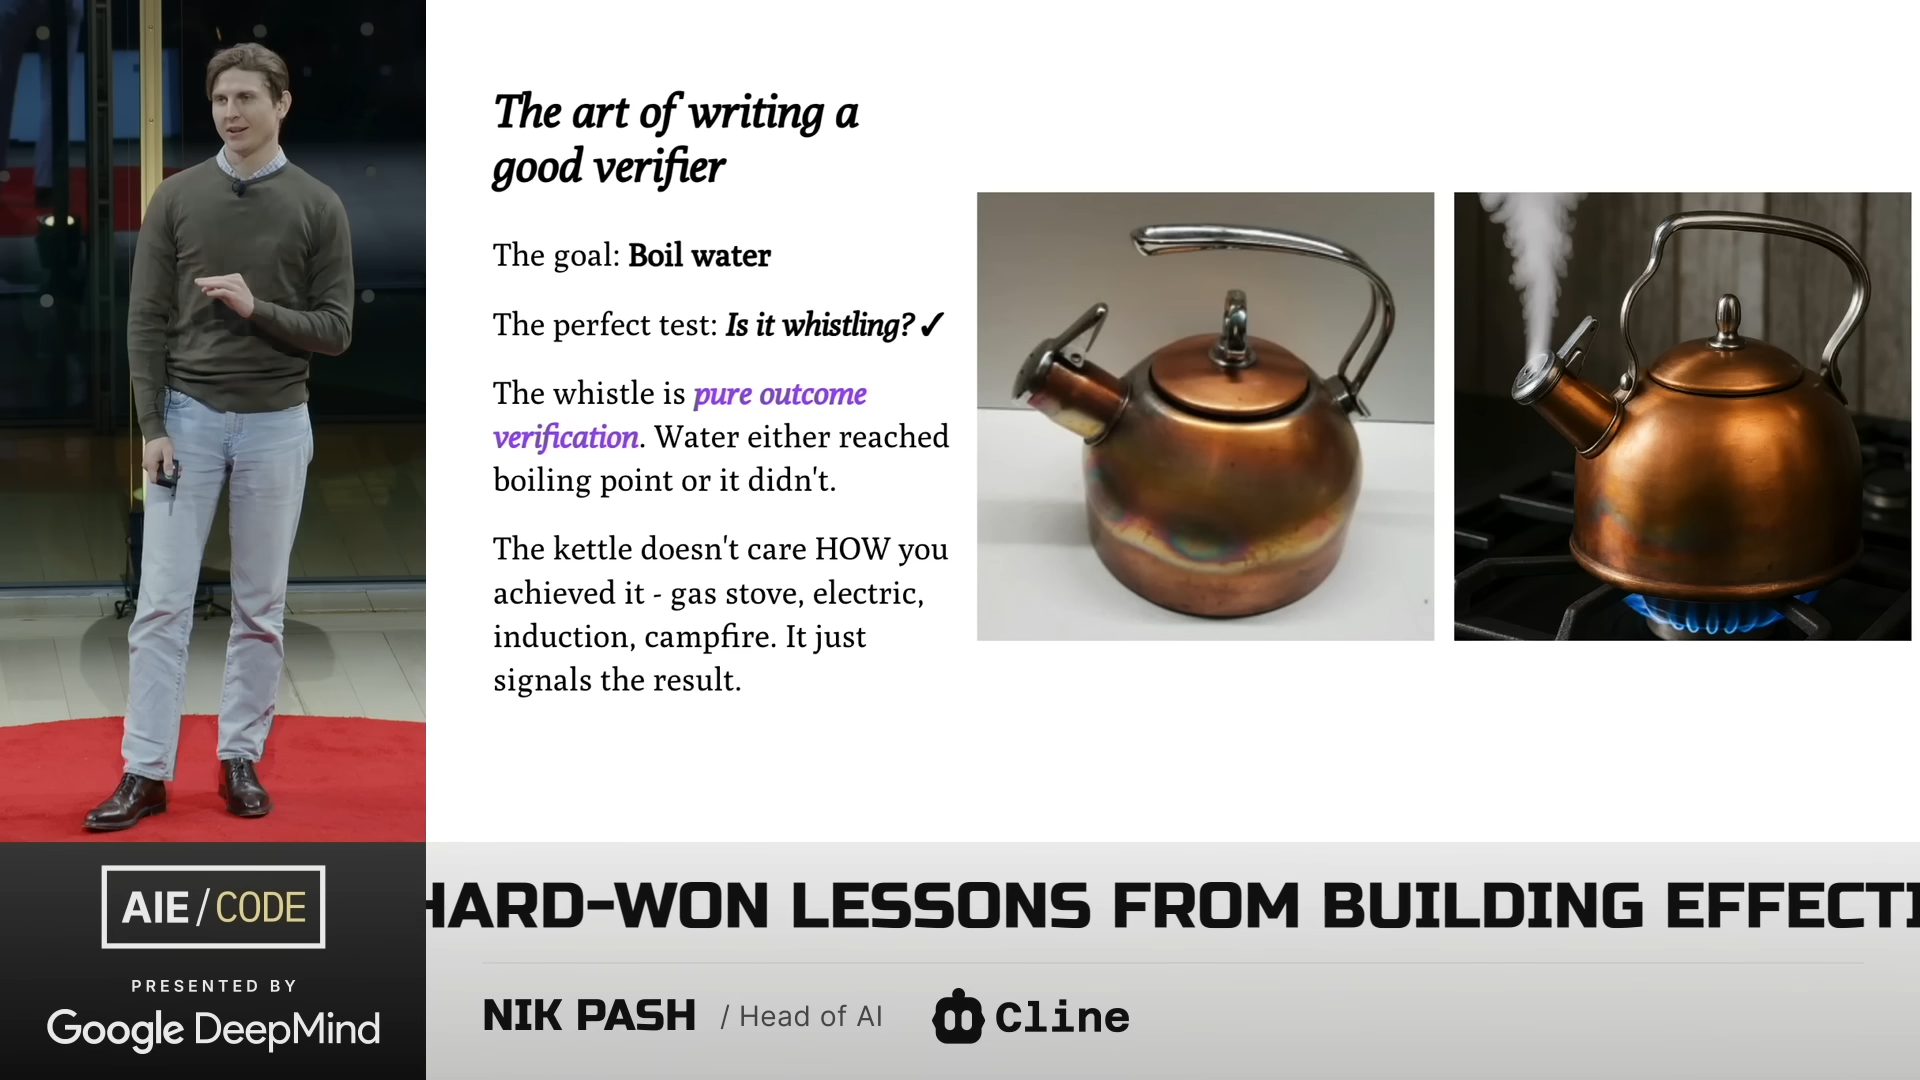 The art of writing a
good verifier
The goal: Boil water
The perfect test: Is it whistling? ✓
The whistle is pure outcome
verification. Water either reached
boiling point or it didn't.
The kettle doesn't care HOW you
achieved it - gas stove, electric,
induction, campfire. It just
signals the result.
AIE/CODE
PRESENTED BY
Google DeepMind
HARD-WON LESSONS FROM BUILDING EFFECTI
NIK PASH / Head of AI Cline